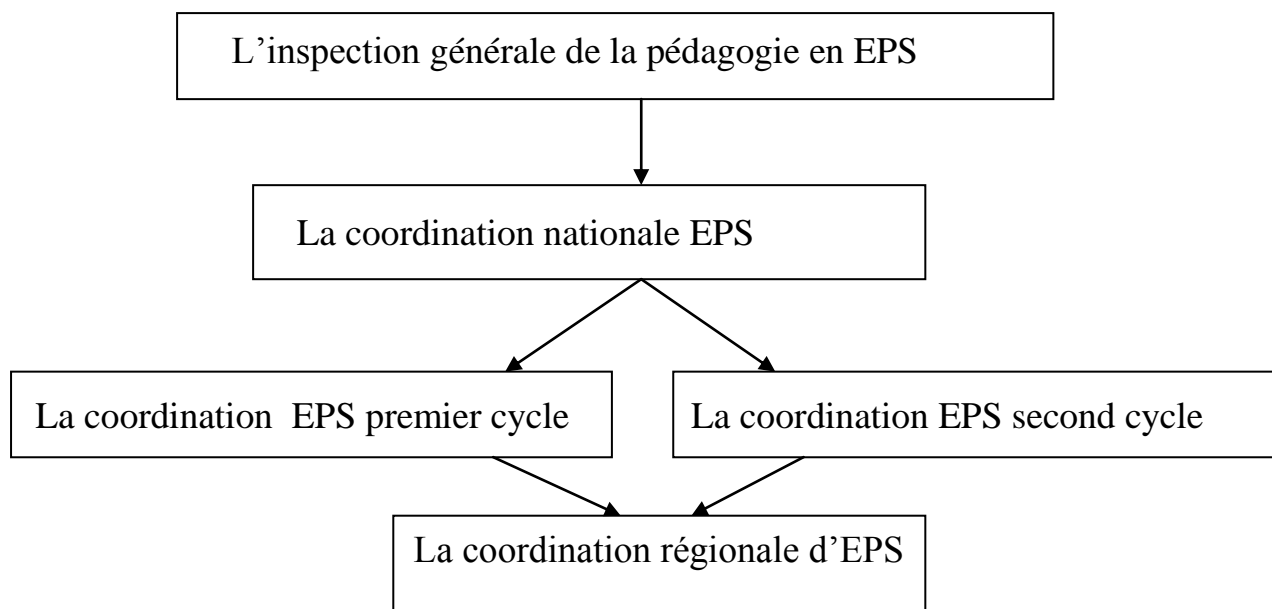 L’inspection générale de la pédagogie en EPS
La coordination nationale EPS
La coordination EPS premier cycle
La coordination EPS second cycle
La coordination régionale d’EPS